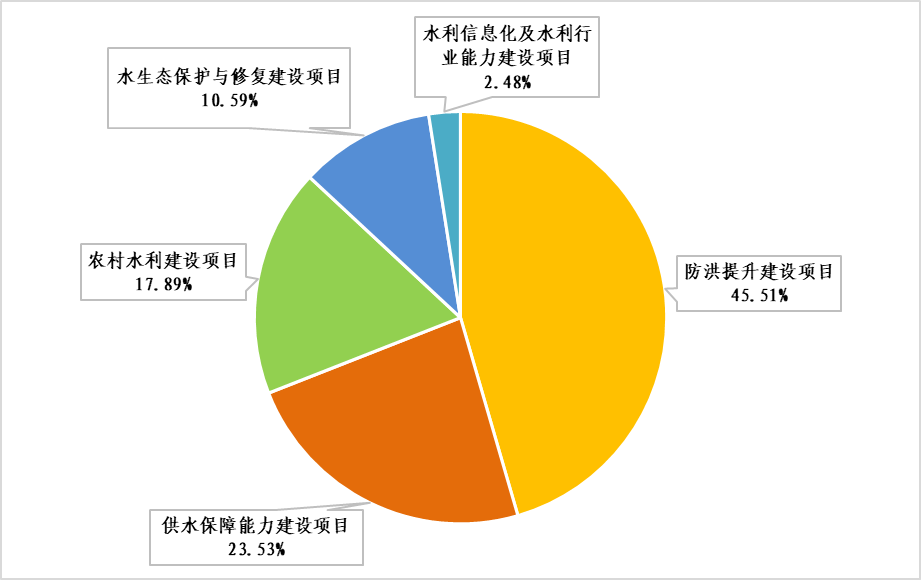 水利信息化及水利行
业能力建设项目
2.48%
水生态保护与修复建设项目
10.59%
农村水利建设项目
17.89%
防洪提升建设项目
45.51%
供水保障能力建设项目
23.53%